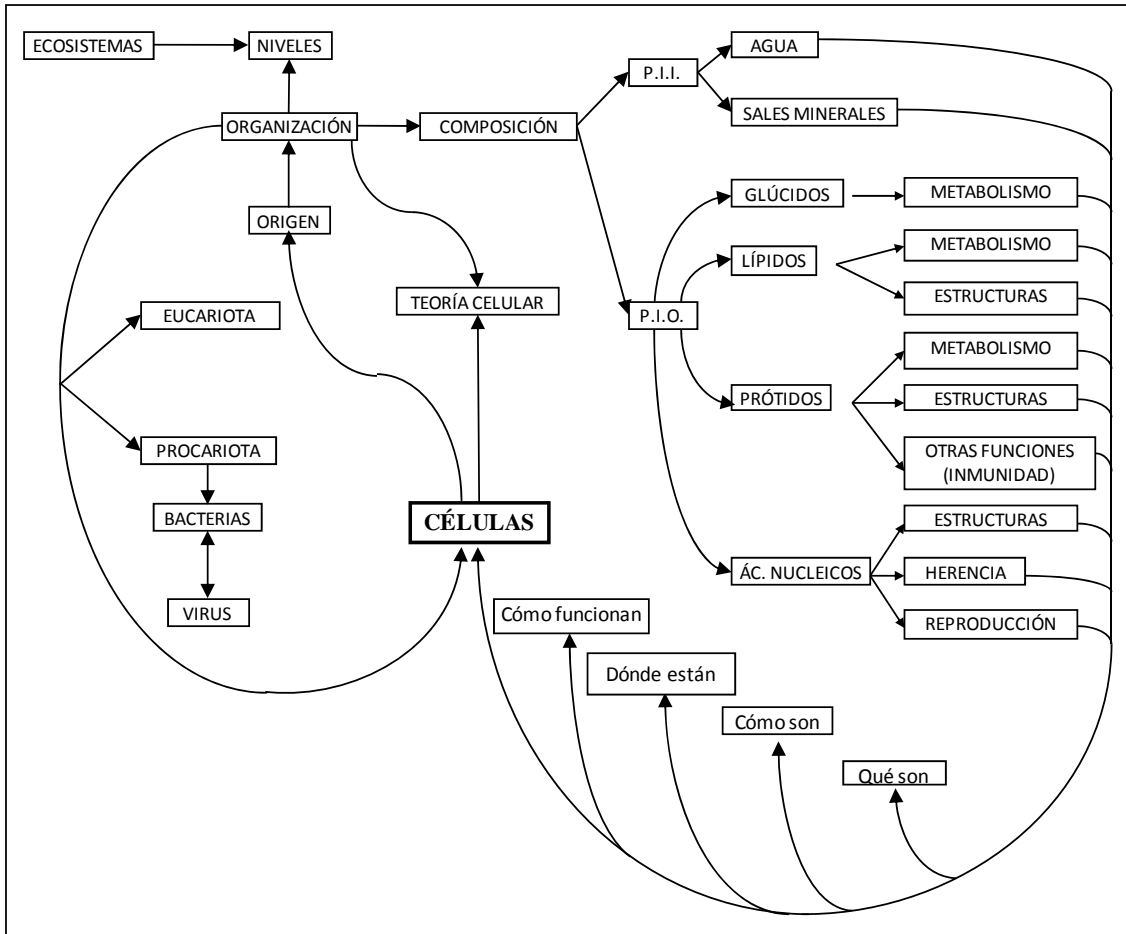 ECOSISTEMAS
NIVELES
ORGANIZACIÓN
ORIGEN
COMPOSICIÓN
TEORÍA CELULAR
EUCARIOTA
PROCARIOTA
BACTERIAS
VIRUS
CÉLULAS
P.I.I.
AGUA
SALES MINERALES
P.I.O.
GLÚCIDOS
METABOLISMO
LÍPIDOS
METABOLISMO
ESTRUCTURAS
PRÓTIDOS
METABOLISMO
ESTRUCTURAS
OTRAS FUNCIONES
(INMUNIDAD)
ÁC. NUCLEICOS
ESTRUCTURAS
HERENCIA
REPRODUCCIÓN
Cómo funcionan
Dónde están
Cómo son
Qué son